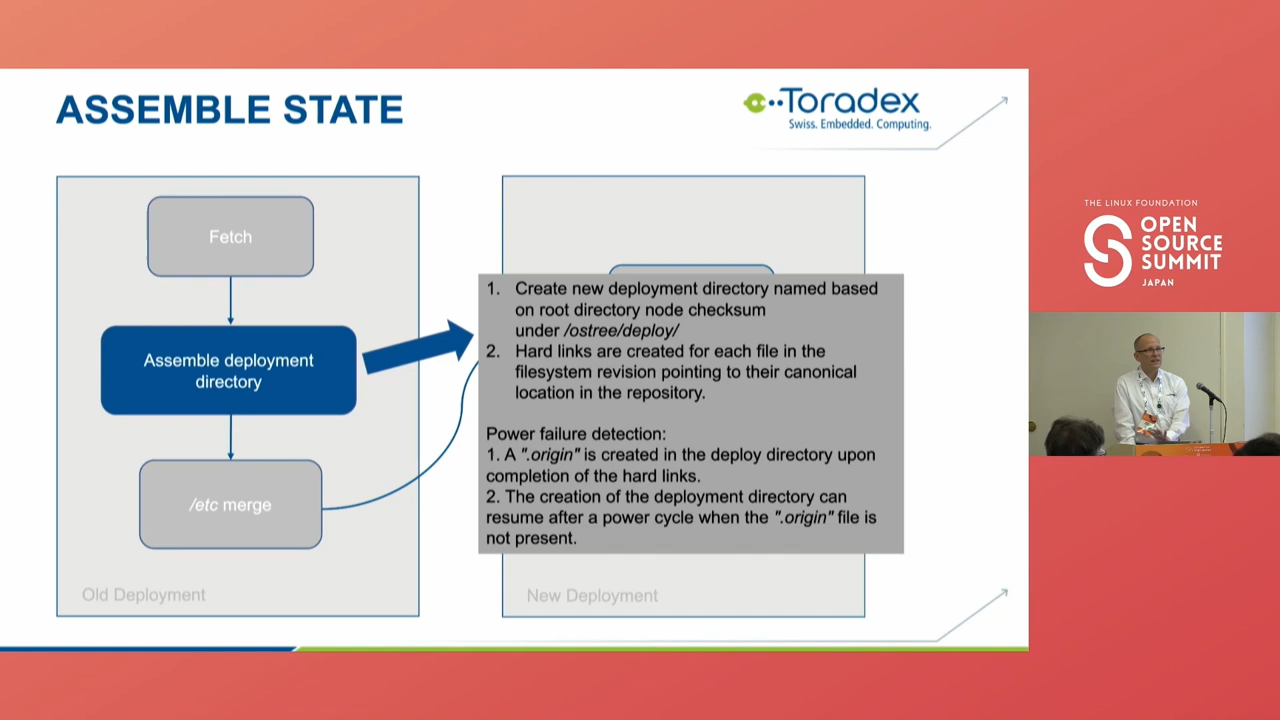 ASSEMBLE STATE
Toradex
Swiss. Embedded. Computing.
Fetch
Assemble deployment
directory
/etc merge
Old Deployment
1. Create new deployment directory named based
on root directory node checksum
under /ostree/deploy/
2. Hard links are created for each file in the
filesystem revision pointing to their canonical
location in the repository.
Power failure detection:
1. A ".origin" is created in the deploy directory upon
completion of the hard links.
2. The creation of the deployment directory can
resume after a power cycle when the ".origin" file is
not present.
New Deployment
THE LINUX FOUNDATION
OPEN
SOURCE
SUMMIT
JAPAN